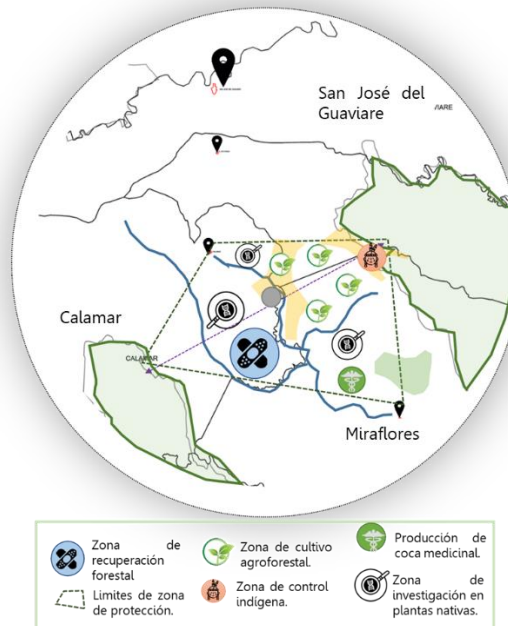 San José del
Guaviare
Calamar
CALAMAR
Miraflores
Zona de
recuperación
forestal
Zona de cultivo
agroforestal.
Producción de
coca medicinal.
Limites de zona
de protección.
Zona de control
indígena.
Zona de
investigación en
plantas nativas.